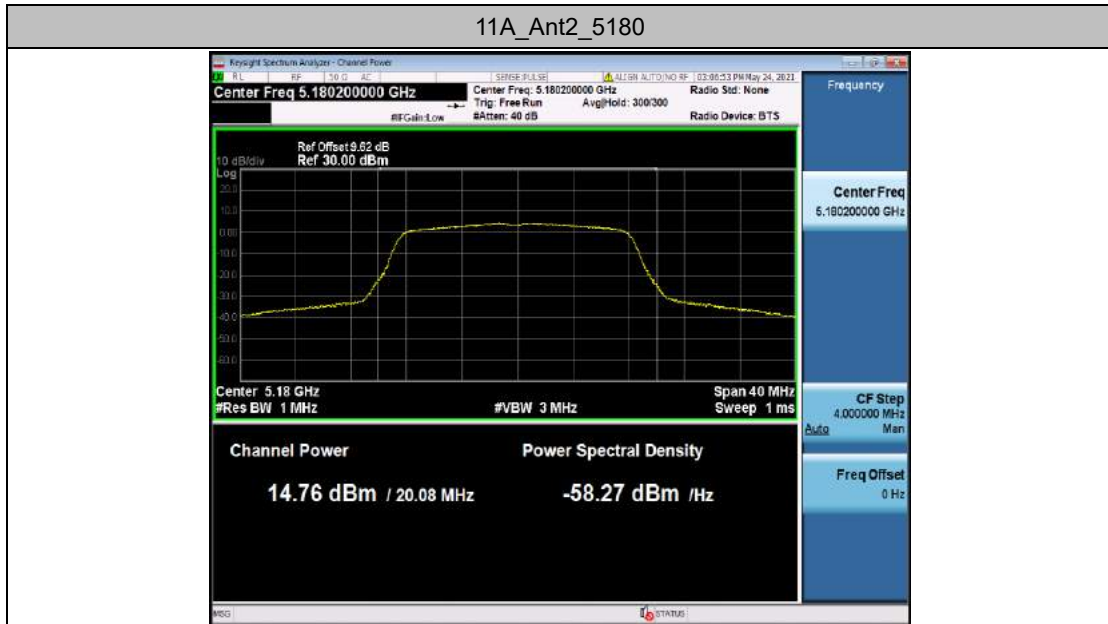 11A_Ant2_5180
Keysight Spectrum Analyzer - Channel Power
RL RF 50 Ω AC SENSE:PULSE ALIGN AUTO|NO RF 03:06:53 PM May 24, 2021
Center Freq 5.180200000 GHz
Center Freq: 5.180200000 GHz
Radio Std: None
Trig: Free Run Avg|Hold: 300/300
#IFGain:Low
#Atten: 40 dB
Radio Device: BTS
Frequency
Ref Offset 9.62 dB
10 dB/div Ref 30.00 dBm
Log
20.0
10.0
0.00
-10.0
-20.0
-30.0
-40.0
-50.0
-60.0
Center 5.18 GHz Span 40 MHz
#Res BW 1 MHz #VBW 3 MHz Sweep 1 ms
Channel Power Power Spectral Density
14.76 dBm / 20.08 MHz -58.27 dBm /Hz
Center Freq
5.180200000 GHz
CF Step
4.000000 MHz
Auto Man
Freq Offset
0 Hz
MSG STATUS